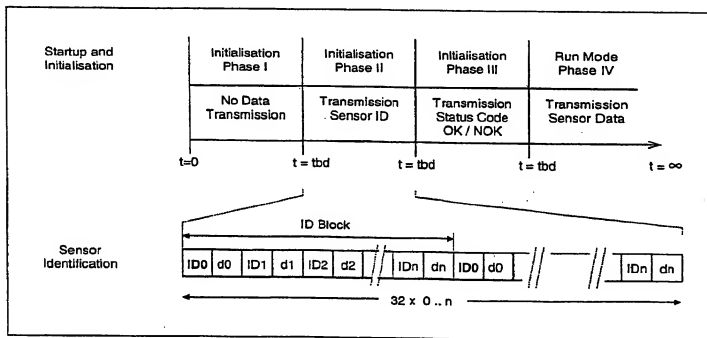 Startup and
Initialisation
Initialisation
Phase I
Initialisation
Phase II
Initialisation
Phase III
Run Mode
Phase IV
No Data
Transmission
Transmission
Sensor ID
Transmission
Status Code
OK / NOK
Transmission
Sensor Data
t=0
t = tbd
t = tbd
t = tbd
t = ∞
ID Block
Sensor
Identification
ID0 d0 ID1 d1 ID2 d2 IDn dn ID0 d0 IDn dn
32 x 0 .. n